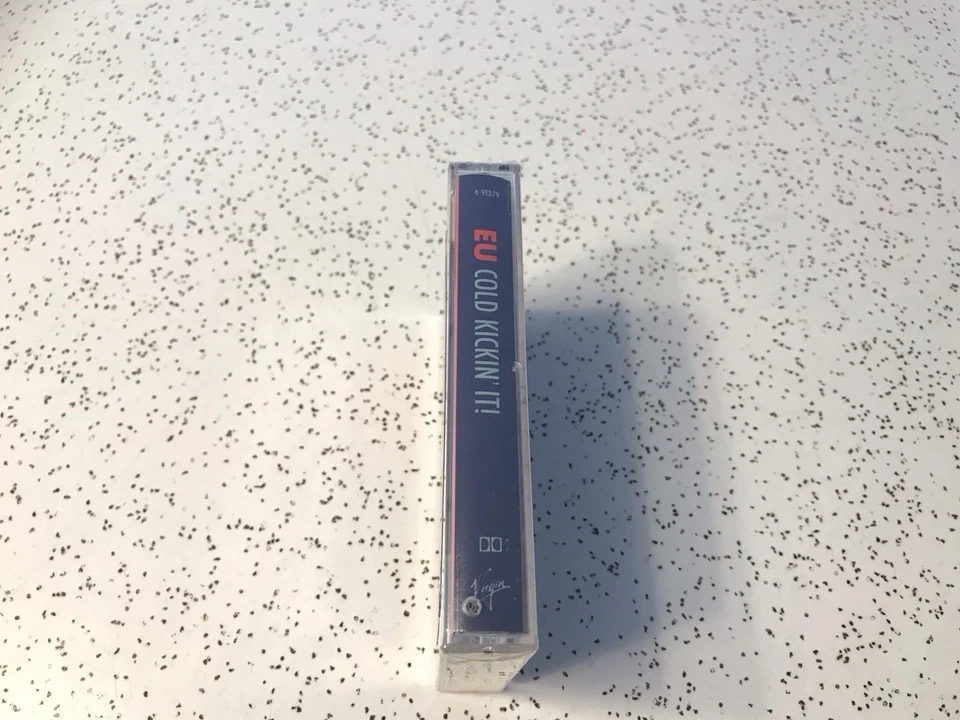 4-91379
EU COLD KICKIN' IT!
Virgin